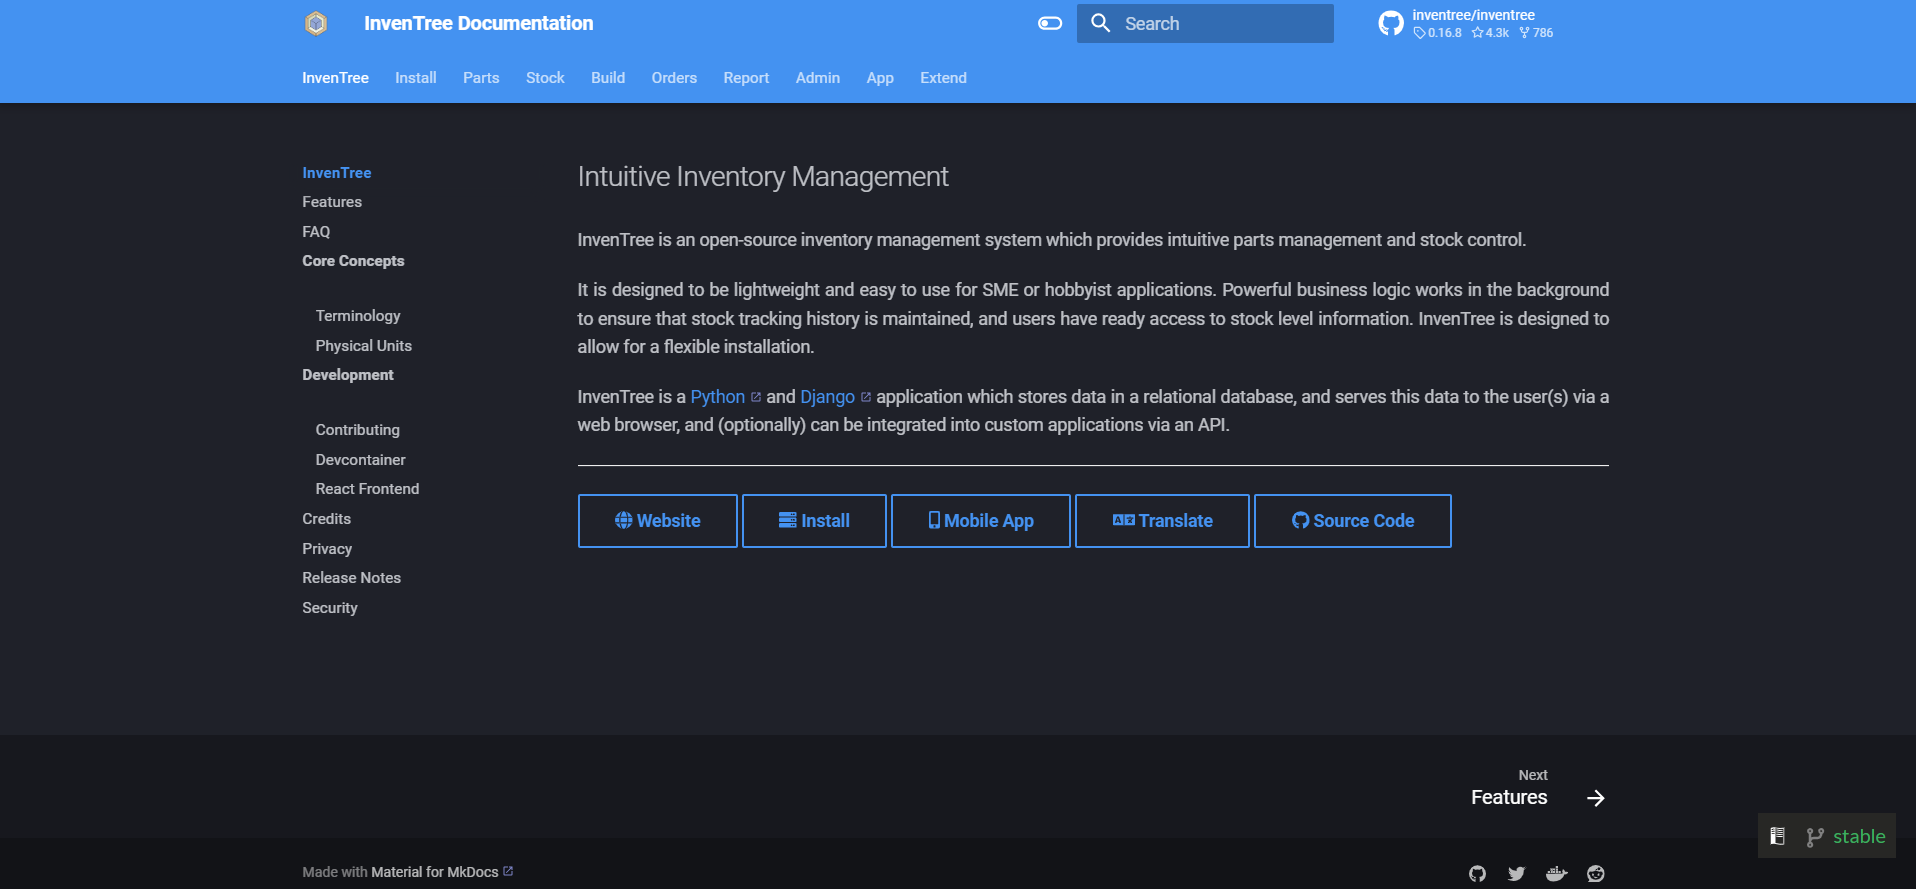 InvenTree Documentation
Search
inventree/inventree
0.16.8 4.3k 786
InvenTree Install Parts Stock Build Orders Report Admin App Extend
InvenTree
Features
FAQ
Core Concepts
Terminology
Physical Units
Development
Contributing
Devcontainer
React Frontend
Credits
Privacy
Release Notes
Security
Intuitive Inventory Management
InvenTree is an open-source inventory management system which provides intuitive parts management and stock control.
It is designed to be lightweight and easy to use for SME or hobbyist applications. Powerful business logic works in the background
to ensure that stock tracking history is maintained, and users have ready access to stock level information. InvenTree is designed to
allow for a flexible installation.
InvenTree is a Python and Django application which stores data in a relational database, and serves this data to the user(s) via a
web browser, and (optionally) can be integrated into custom applications via an API.
Website Install Mobile App Translate Source Code
Next
Features
stable
Made with Material for MkDocs